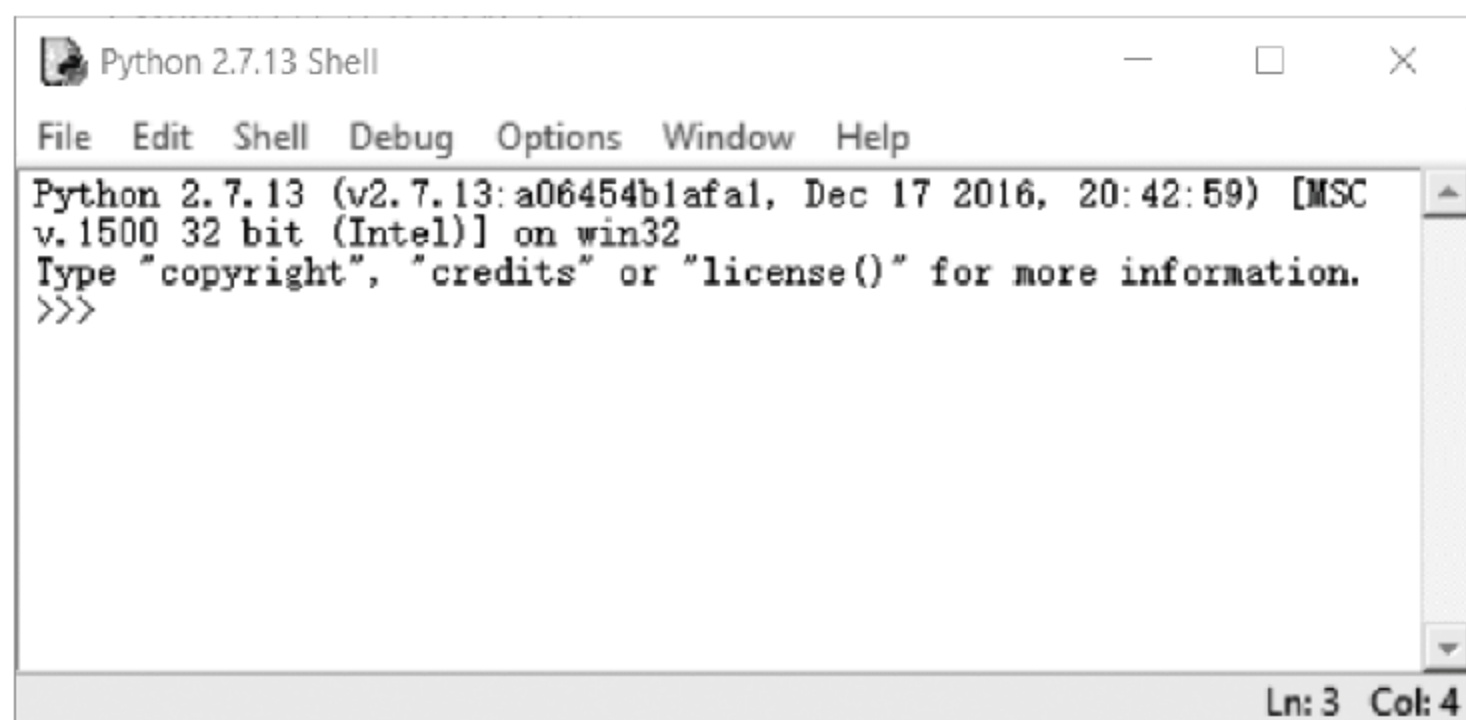 Python 2.7.13 Shell
File Edit Shell Debug Options Window Help
Python 2.7.13 (v2.7.13:a06454b1afa1, Dec 17 2016, 20:42:59) [MSC
v.1500 32 bit (Intel)] on win32
Type "copyright", "credits" or "license()" for more information.
>>>
Ln: 3 Col: 4